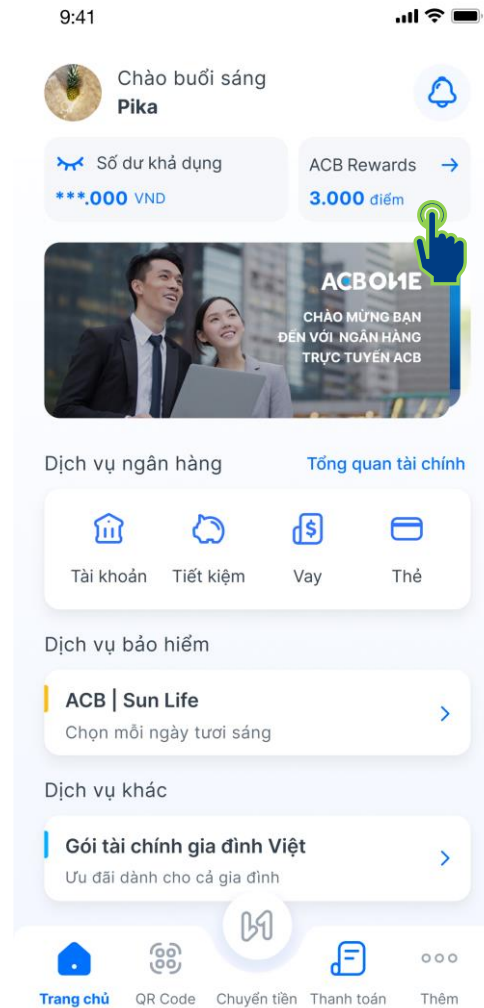 9:41
Chào buổi sáng
Pika
Số dư khả dụng
***.000 VND
ACB Rewards
3.000 điểm
ACB ONE
CHÀO MỪNG BẠN
ĐẾN VỚI NGÂN HÀNG
TRỰC TUYẾN ACB
Dịch vụ ngân hàng
Tổng quan tài chính
Tài khoản
Tiết kiệm
Vay
Thẻ
Dịch vụ bảo hiểm
ACB | Sun Life
Chọn mỗi ngày tươi sáng
Dịch vụ khác
Gói tài chính gia đình Việt
Ưu đãi dành cho cả gia đình
Trang chủ
QR Code
Chuyển tiền
Thanh toán
Thêm